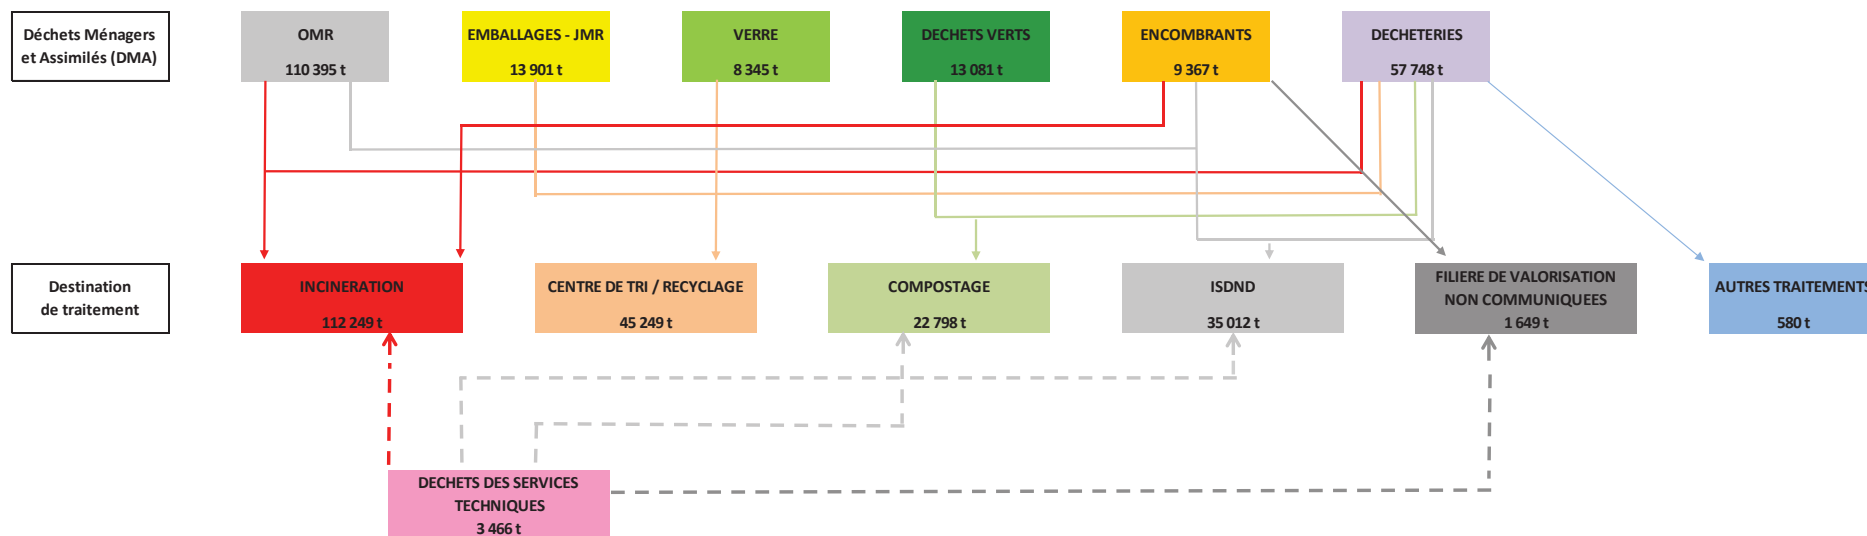 Déchets Ménagers
et Assimilés (DMA)
OMR
110 395 t
EMBALLAGES - JMR
13 901 t
VERRE
8 345 t
DECHETS VERTS
13 081 t
ENCOMBRANTS
9 367 t
DECHETERIES
57 748 t
Destination
de traitement
INCINERATION
112 249 t
CENTRE DE TRI / RECYCLAGE
45 249 t
COMPOSTAGE
22 798 t
ISDND
35 012 t
FILIERE DE VALORISATION
NON COMMUNIQUEES
1 649 t
AUTRES TRAITEMENTS
580 t
DECHETS DES SERVICES
TECHNIQUES
3 466 t